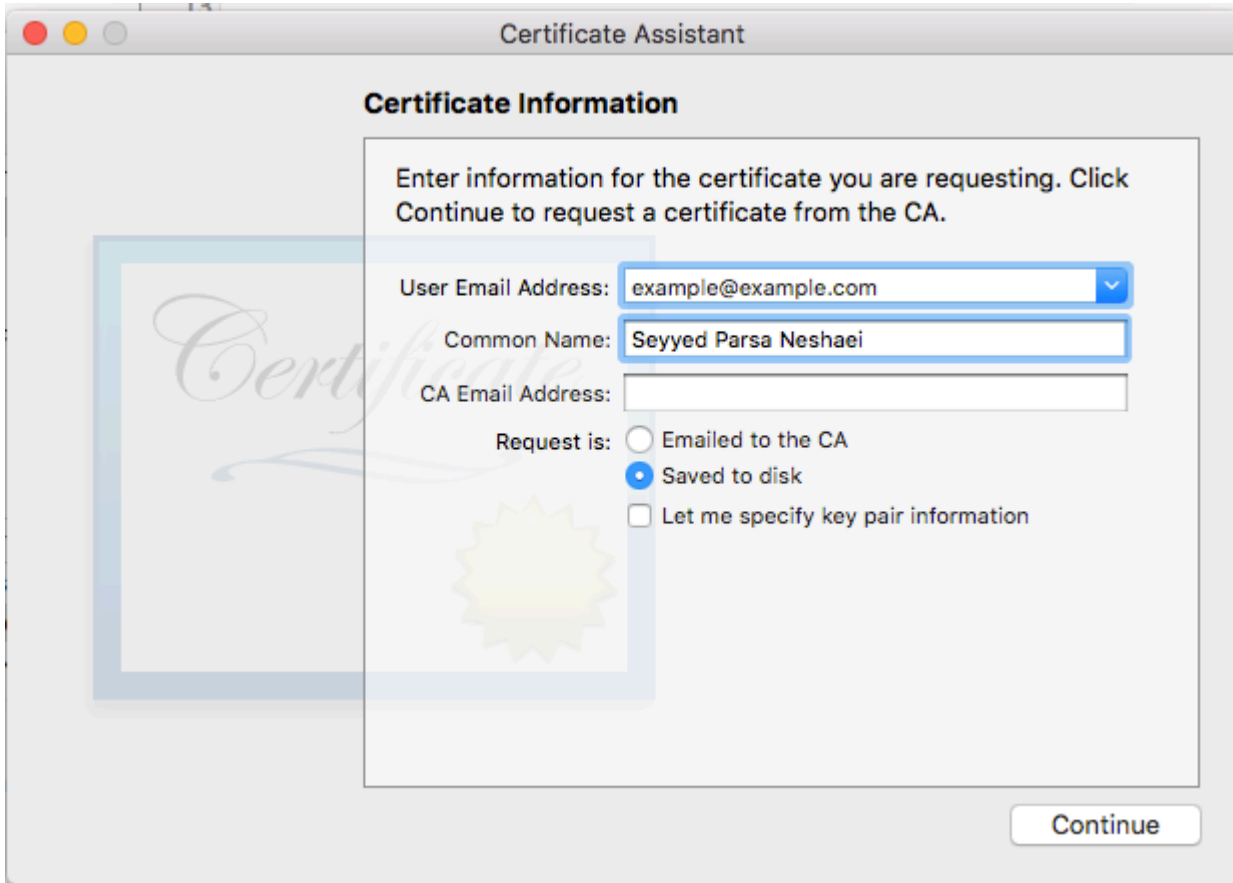 Certificate Assistant
Certificate Information
Enter information for the certificate you are requesting. Click
Continue to request a certificate from the CA.
Certificate
User Email Address: example@example.com
Common Name: Seyyed Parsa Neshaei
CA Email Address:
Request is: Emailed to the CA
Saved to disk
Let me specify key pair information
Continue